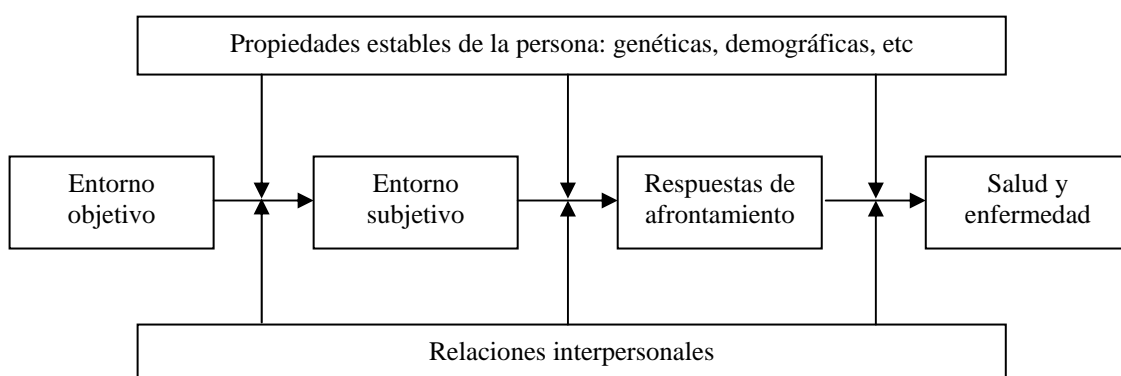 Propiedades estables de la persona: genéticas, demográficas, etc
Entorno
objetivo
Entorno
subjetivo
Respuestas de
afrontamiento
Salud y
enfermedad
Relaciones interpersonales